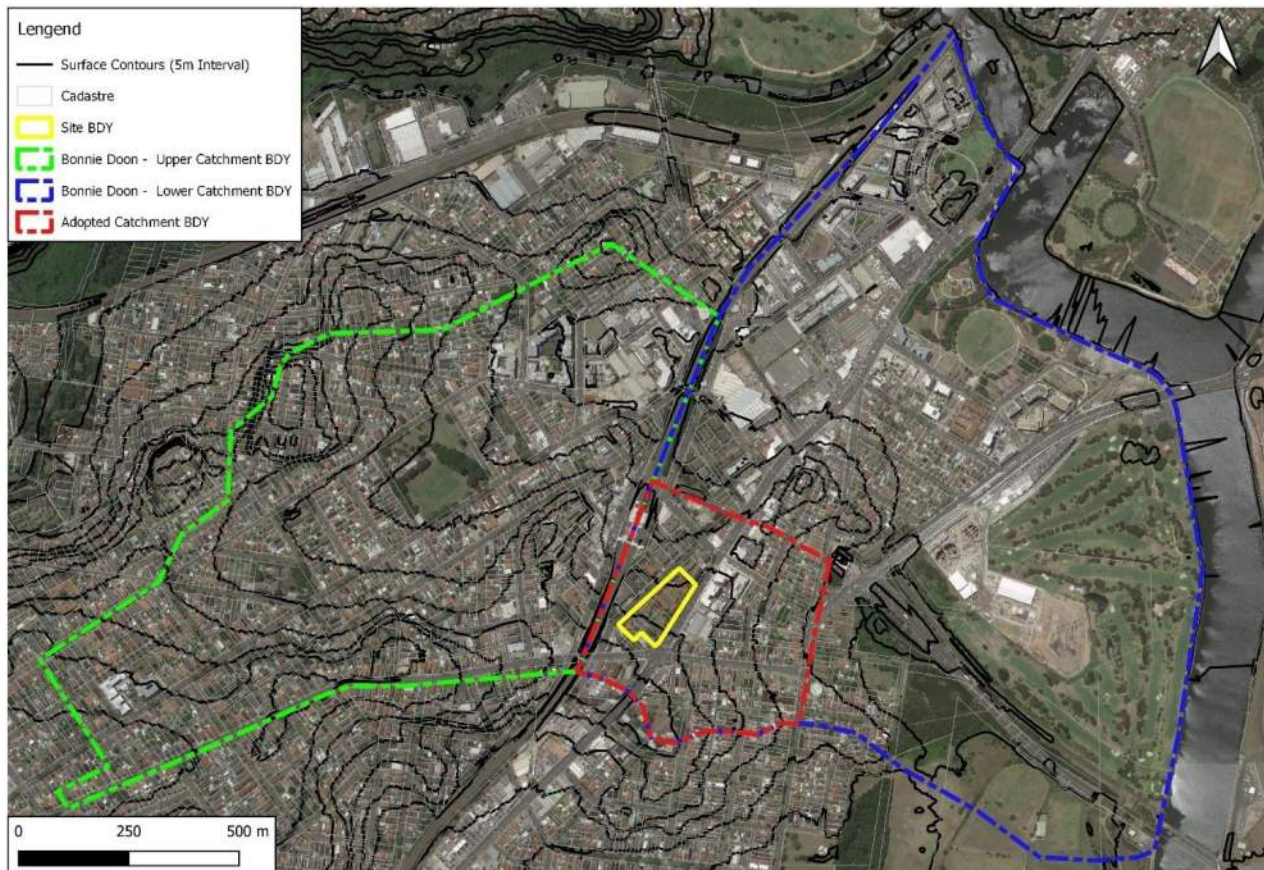 Lengend
Surface Contours (5m Interval)
Cadastre
Site BDY
Bonnie Doon - Upper Catchment BDY
Bonnie Doon - Lower Catchment BDY
Adopted Catchment BDY
0 250 500 m